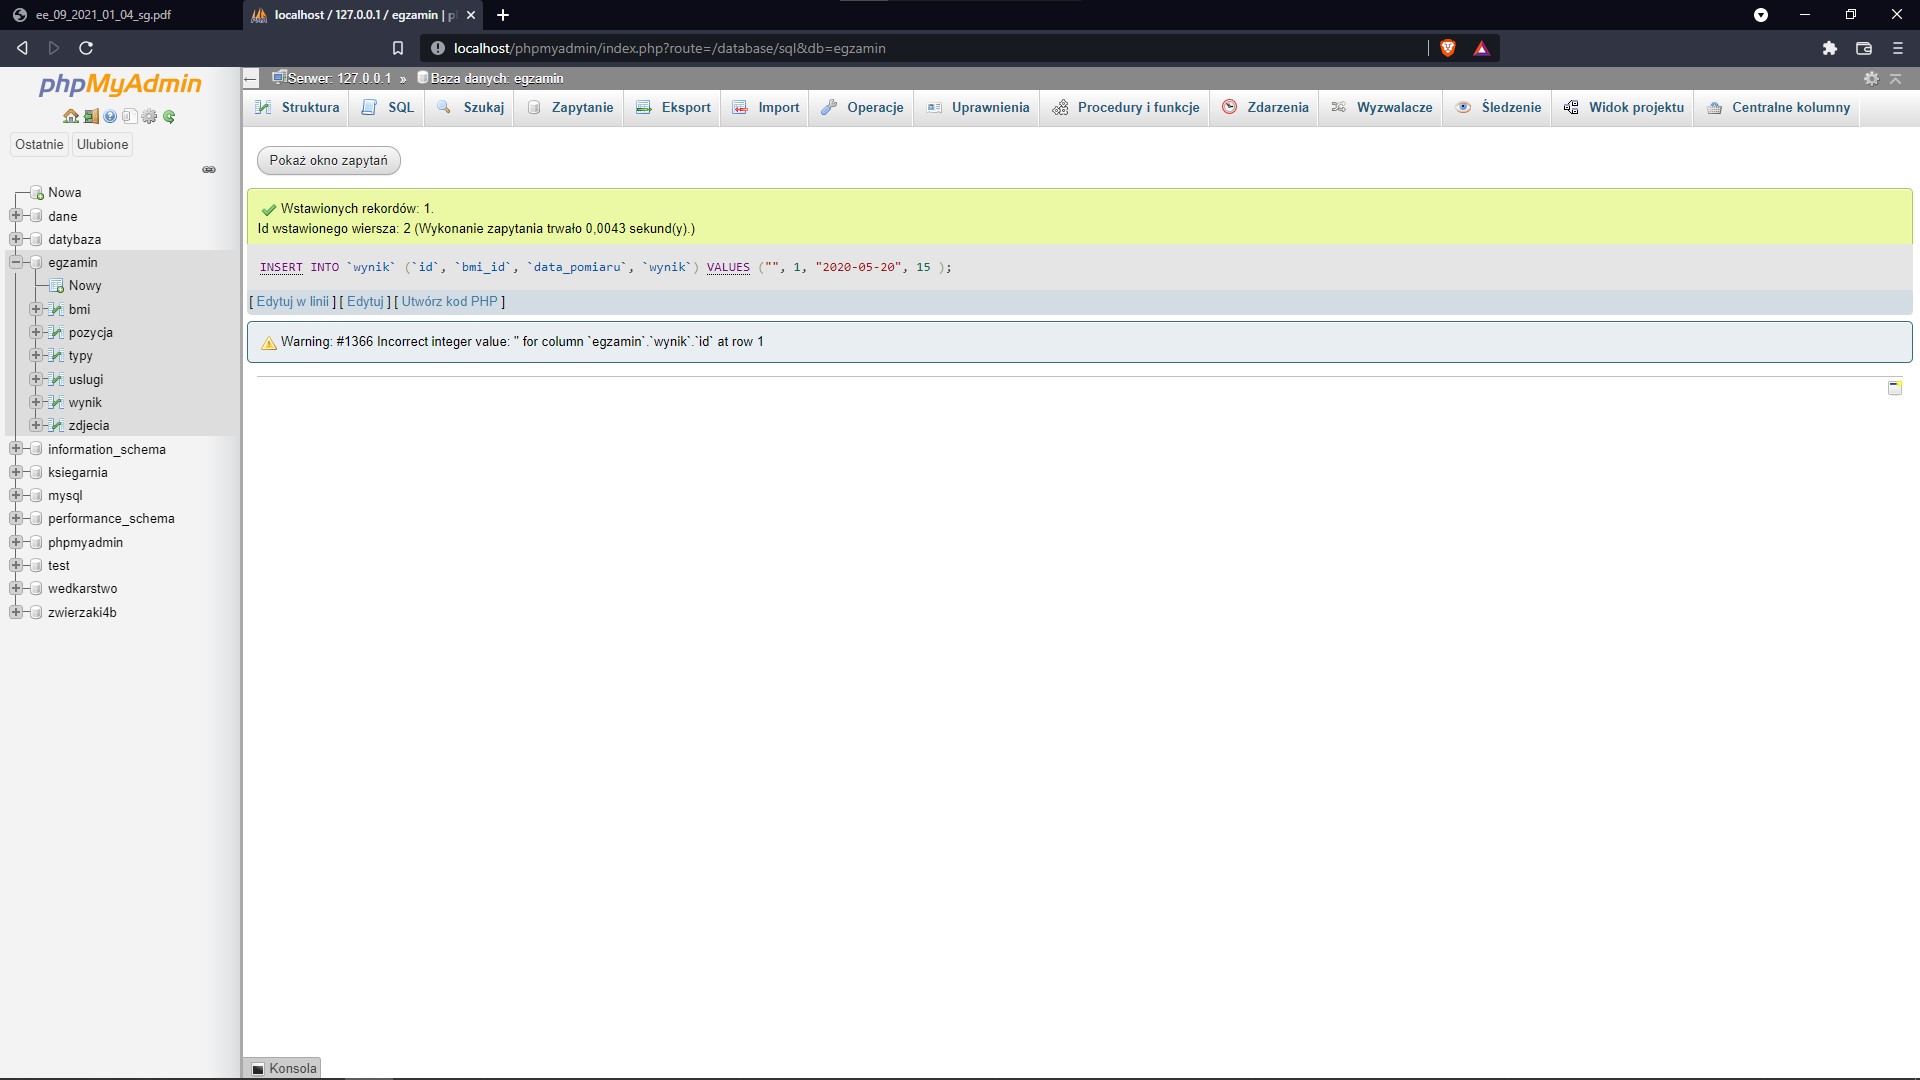 ee_09_2021_01_04_sg.pdf
localhost / 127.0.0.1 / egzamin | p
localhost/phpmyadmin/index.php?route=/database/sql&db=egzamin
phpMyAdmin
Ostatnie Ulubione
Nowa
dane
datybaza
egzamin
Nowy
bmi
pozycja
typy
uslugi
wynik
zdjecia
information_schema
ksiegarnia
mysql
performance_schema
phpmyadmin
test
wedkarstwo
zwierzaki4b
← Serwer: 127.0.0.1 » Baza danych: egzamin
Struktura SQL Szukaj Zapytanie Eksport Import Operacje Uprawnienia Procedury i funkcje Zdarzenia Wyzwalacze Śledzenie Widok projektu Centralne kolumny
Pokaż okno zapytań
Wstawionych rekordów: 1.
Id wstawionego wiersza: 2 (Wykonanie zapytania trwało 0,0043 sekund(y).)
INSERT INTO `wynik` (`id`, `bmi_id`, `data_pomiaru`, `wynik`) VALUES ("", 1, "2020-05-20", 15 );
[ Edytuj w linii ] [ Edytuj ] [ Utwórz kod PHP ]
Warning: #1366 Incorrect integer value: '' for column `egzamin`.`wynik`.`id` at row 1
Konsola